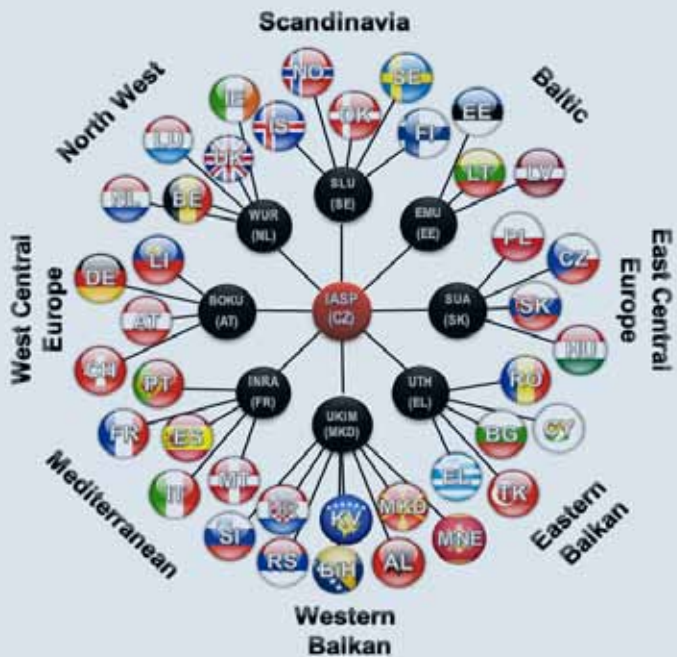 Scandinavia
North West
Baltic
NO
SE
IE
IS
DK
FI
EE
LU
UK
LT
LV
NL
BE
WUR
(NL)
SLU
(SE)
EMU
(EE)
West Central
Europe
East Central
Europe
DE
LI
AT
CH
BOKU
(AT)
IASP
(CZ)
SUA
(SK)
PL
CZ
SK
HU
PT
FR
ES
IT
MT
INRA
(FR)
UKIM
(MKD)
UTH
(EL)
RO
CY
BG
EL
TK
Mediterranean
Eastern
Balkan
SI
HR
RS
KV
BiH
MKD
AL
MNE
Western
Balkan